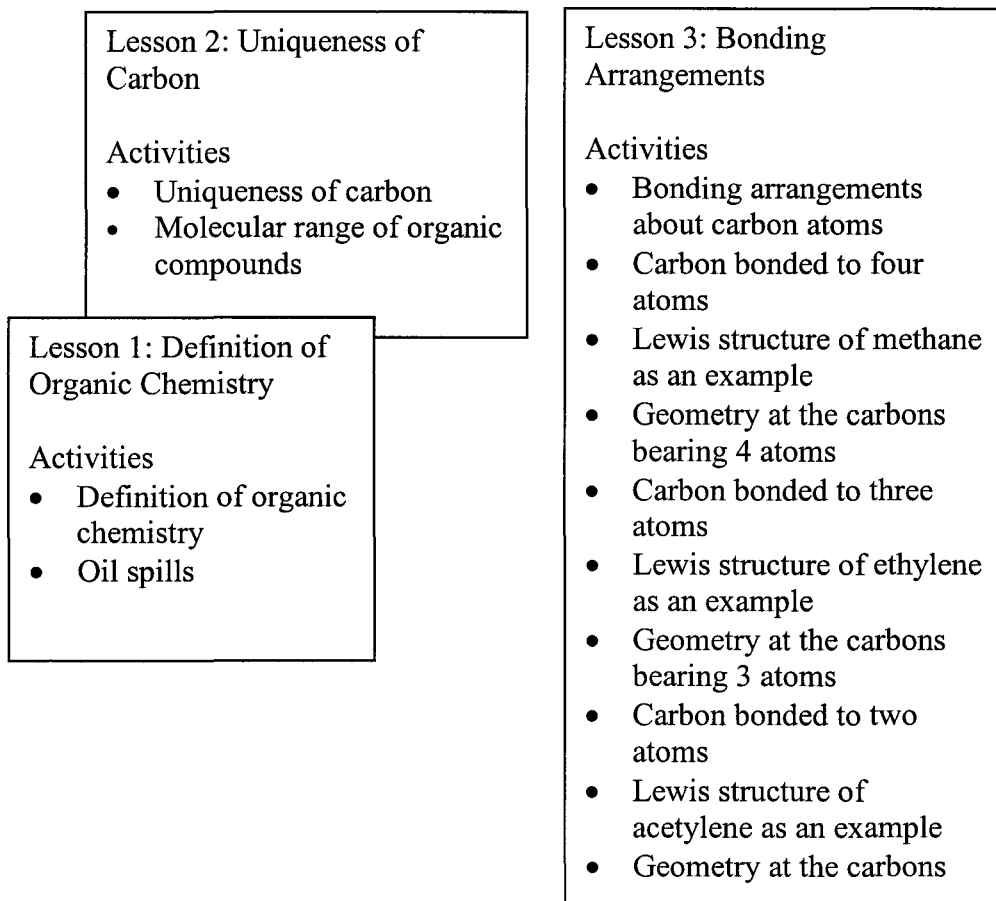 Lesson 2: Uniqueness of
Carbon
Activities
• Uniqueness of carbon
• Molecular range of organic
compounds
Lesson 1: Definition of
Organic Chemistry
Activities
• Definition of organic
chemistry
• Oil spills
Lesson 3: Bonding
Arrangements
Activities
• Bonding arrangements
about carbon atoms
• Carbon bonded to four
atoms
• Lewis structure of methane
as an example
• Geometry at the carbons
bearing 4 atoms
• Carbon bonded to three
atoms
• Lewis structure of ethylene
as an example
• Geometry at the carbons
bearing 3 atoms
• Carbon bonded to two
atoms
• Lewis structure of
acetylene as an example
• Geometry at the carbons